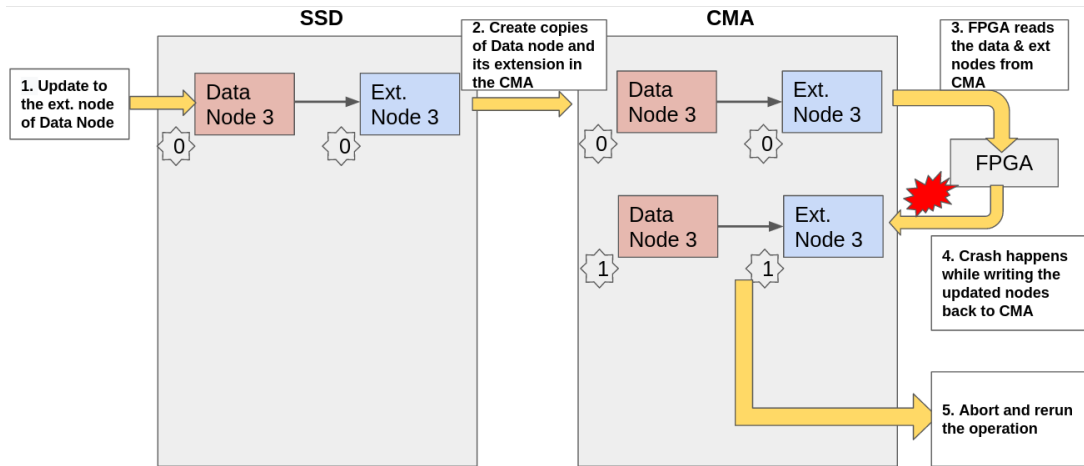 SSD
CMA
1. Update to
the ext. node
of Data Node
Data
Node 3
Ext.
Node 3
0
0
2. Create copies
of Data node and
its extension in
the CMA
Data
Node 3
Ext.
Node 3
0
0
3. FPGA reads
the data & ext
nodes from
CMA
FPGA
Data
Node 3
Ext.
Node 3
1
1
4. Crash happens
while writing the
updated nodes
back to CMA
5. Abort and rerun
the operation